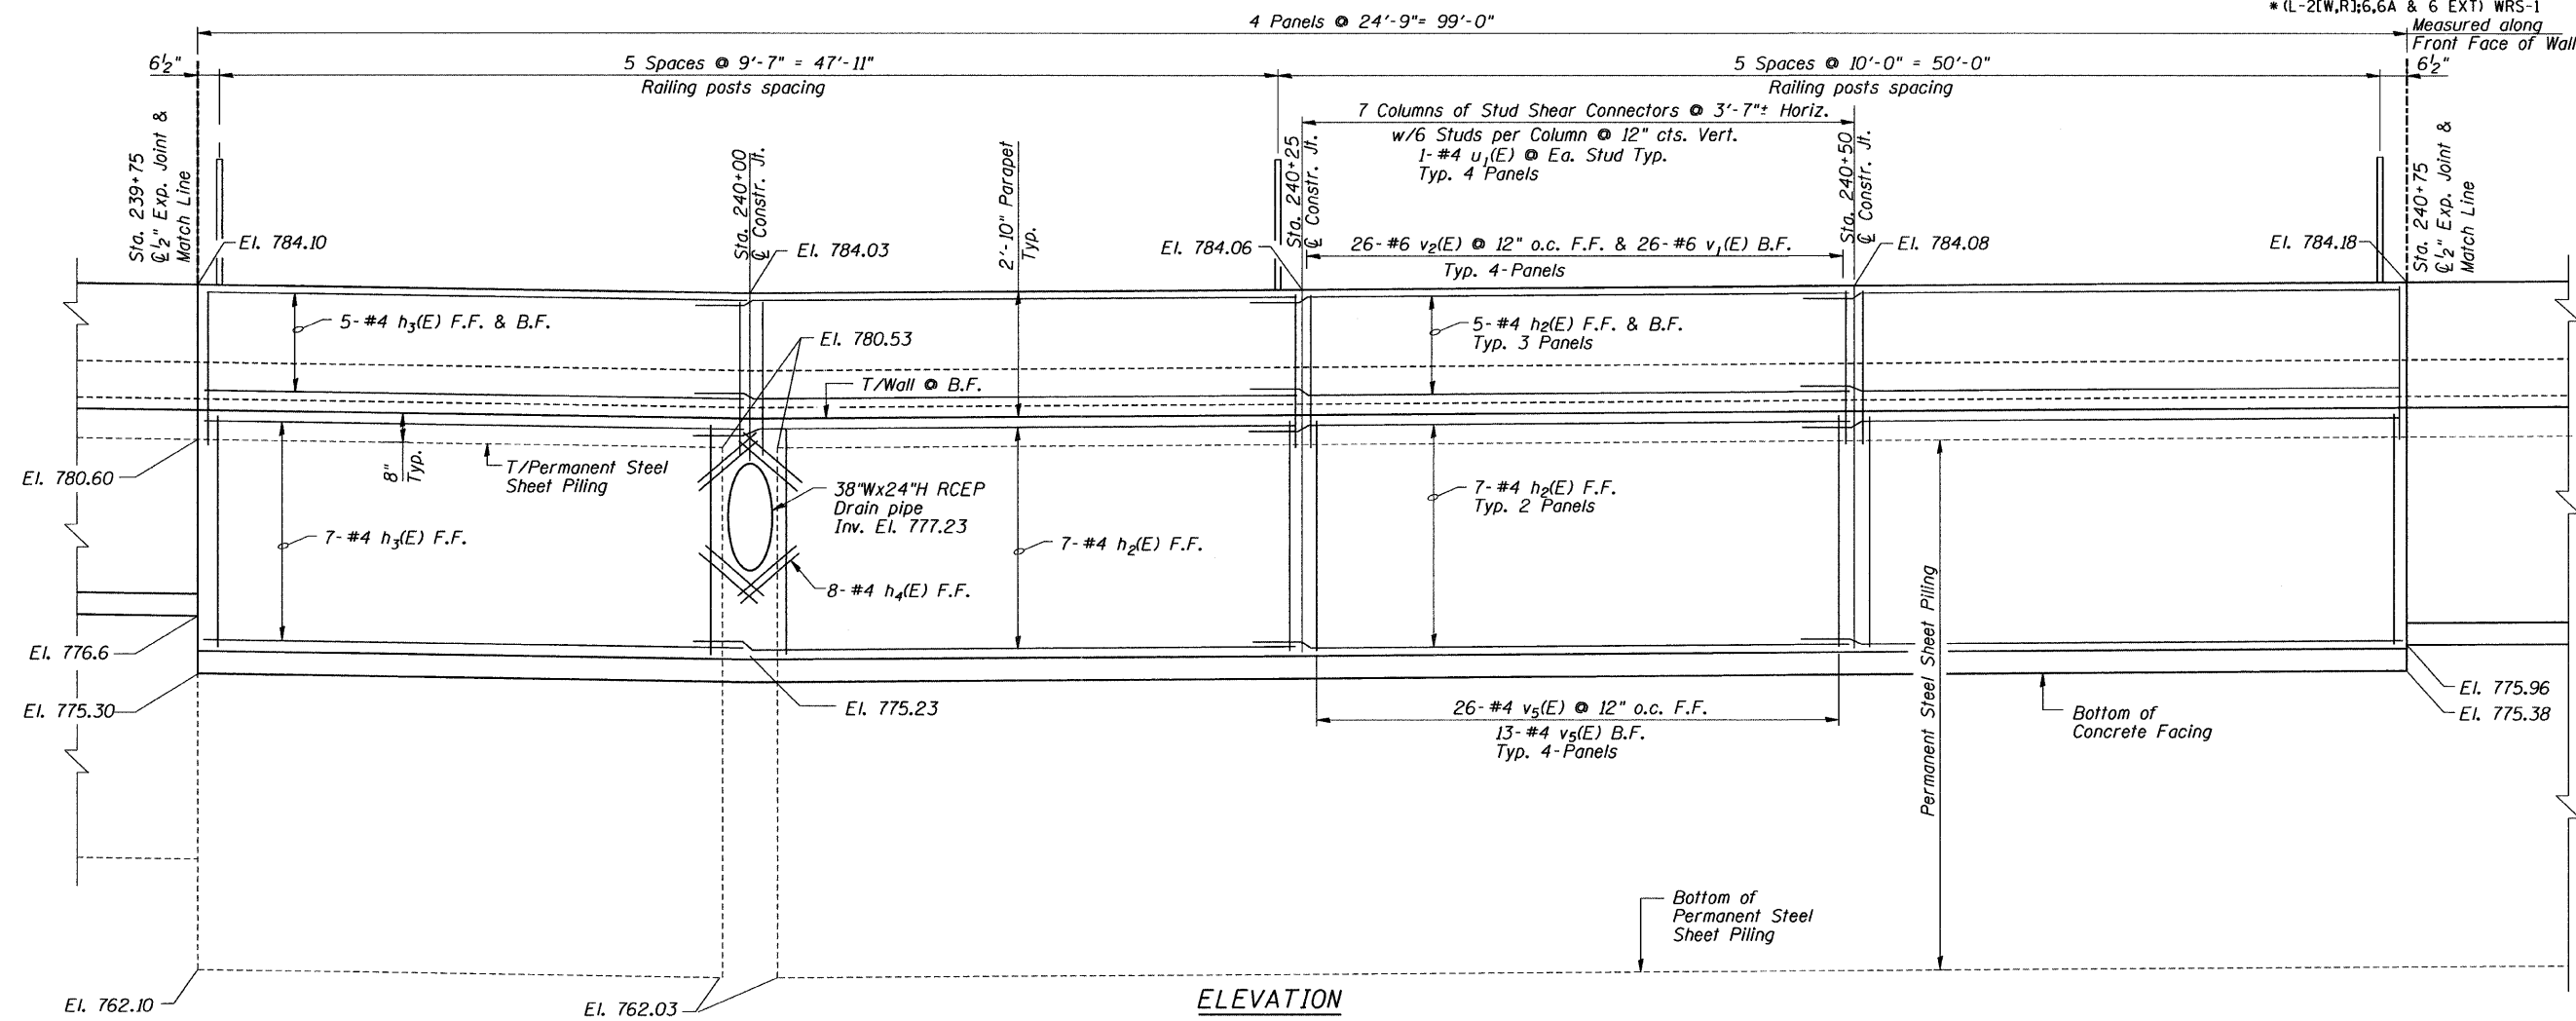 * (L-2[W,R];6,6A & 6 EXT) WRS-1
4 Panels @ 24'-9"= 99'-0"
Measured along
Front Face of Wall
6½"
5 Spaces @ 9'-7" = 47'-11"
Railing posts spacing
5 Spaces @ 10'-0" = 50'-0"
Railing posts spacing
6½"
7 Columns of Stud Shear Connectors @ 3'-7"± Horiz.
w/6 Studs per Column @ 12" cts. Vert.
1-#4 u1(E) @ Ea. Stud Typ.
Typ. 4 Panels
Sta. 239+75
℄ ½" Exp. Joint &
Match Line
Sta. 240+00
℄ Constr. Jt.
2'-10" Parapet
Typ.
Sta. 240+25
℄ Constr. Jt.
Sta. 240+50
℄ Constr. Jt.
Sta. 240+75
℄ ½" Exp. Joint &
Match Line
El. 784.10
El. 784.03
El. 784.06
26-#6 v2(E) @ 12" o.c. F.F. & 26-#6 v1(E) B.F.
Typ. 4-Panels
El. 784.08
El. 784.18
5-#4 h3(E) F.F. & B.F.
El. 780.53
5-#4 h2(E) F.F. & B.F.
Typ. 3 Panels
T/Wall @ B.F.
El. 780.60
8"
Typ.
T/Permanent Steel
Sheet Piling
38"Wx24"H RCEP
Drain pipe
Inv. El. 777.23
7-#4 h2(E) F.F.
Typ. 2 Panels
7-#4 h3(E) F.F.
7-#4 h2(E) F.F.
8-#4 h4(E) F.F.
Permanent Steel Sheet Piling
El. 776.6
El. 775.30
El. 775.23
26-#4 v5(E) @ 12" o.c. F.F.
13-#4 v5(E) B.F.
Typ. 4-Panels
Bottom of
Concrete Facing
El. 775.96
El. 775.38
Bottom of
Permanent Steel
Sheet Piling
El. 762.10
El. 762.03
ELEVATION